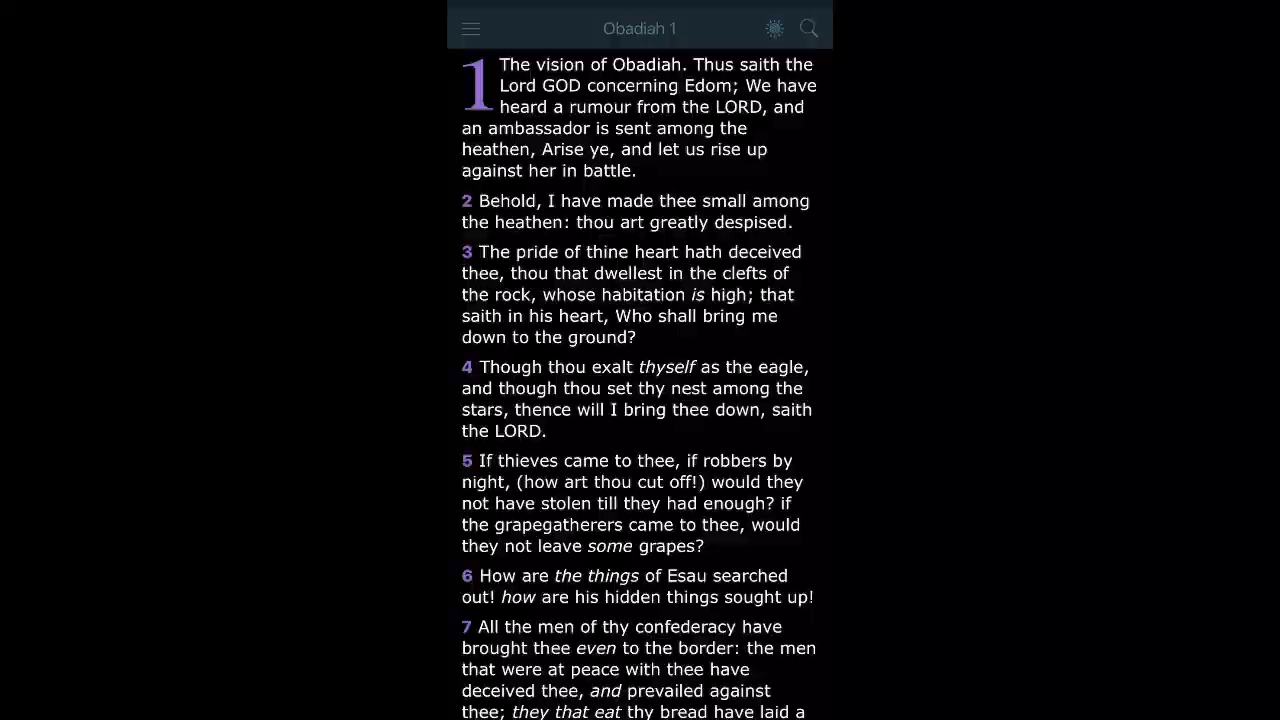 Obadiah 1
1 The vision of Obadiah. Thus saith the
Lord GOD concerning Edom; We have
heard a rumour from the LORD, and
an ambassador is sent among the
heathen, Arise ye, and let us rise up
against her in battle.
2 Behold, I have made thee small among
the heathen: thou art greatly despised.
3 The pride of thine heart hath deceived
thee, thou that dwellest in the clefts of
the rock, whose habitation is high; that
saith in his heart, Who shall bring me
down to the ground?
4 Though thou exalt thyself as the eagle,
and though thou set thy nest among the
stars, thence will I bring thee down, saith
the LORD.
5 If thieves came to thee, if robbers by
night, (how art thou cut off!) would they
not have stolen till they had enough? if
the grapegatherers came to thee, would
they not leave some grapes?
6 How are the things of Esau searched
out! how are his hidden things sought up!
7 All the men of thy confederacy have
brought thee even to the border: the men
that were at peace with thee have
deceived thee, and prevailed against
thee; they that eat thy bread have laid a